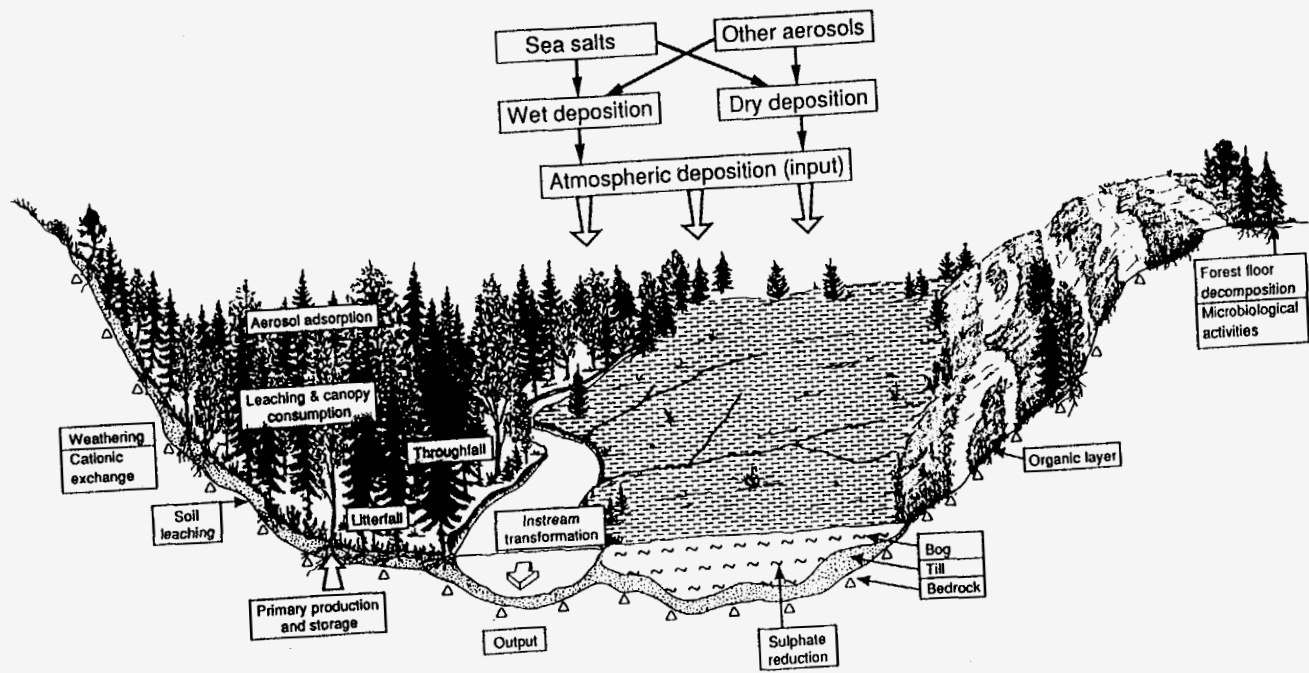 Sea salts
Other aerosols
Wet deposition
Dry deposition
Atmospheric deposition (input)
Forest floor
decomposition
Microbiological
activities
Aerosol adsorption
Leaching & canopy
consumption
Weathering
Cationic
exchange
Throughfall
Organic layer
Soil
leaching
Litterfall
Instream
transformation
Bog
Till
Bedrock
Primary production
and storage
Output
Sulphate
reduction